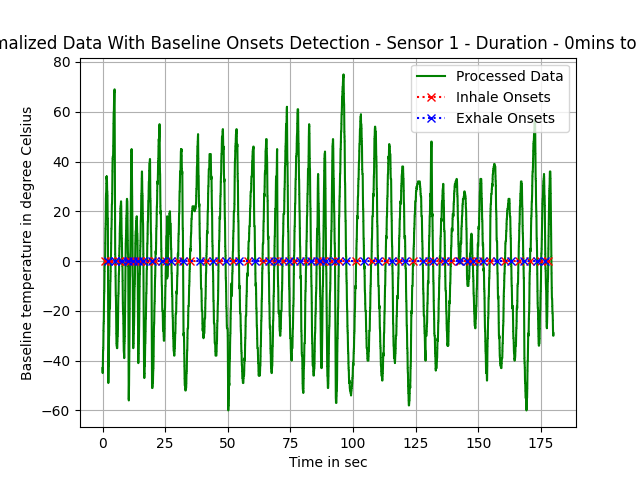 malized Data With Baseline Onsets Detection - Sensor 1 - Duration - 0mins to
Processed Data
Inhale Onsets
Exhale Onsets
Baseline temperature in degree Celsius
80
60
40
20
0
−20
−40
−60
0 25 50 75 100 125 150 175
Time in sec